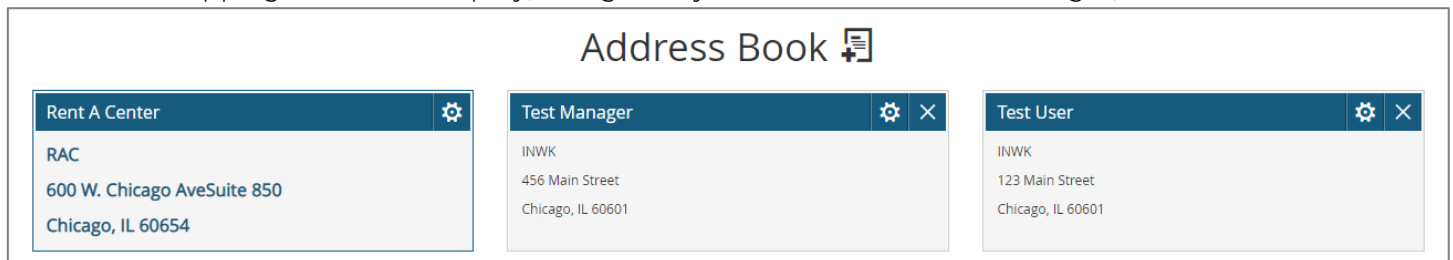 Address Book
Rent A Center
RAC
600 W. Chicago AveSuite 850
Chicago, IL 60654
Test Manager
INWK
456 Main Street
Chicago, IL 60601
Test User
INWK
123 Main Street
Chicago, IL 60601